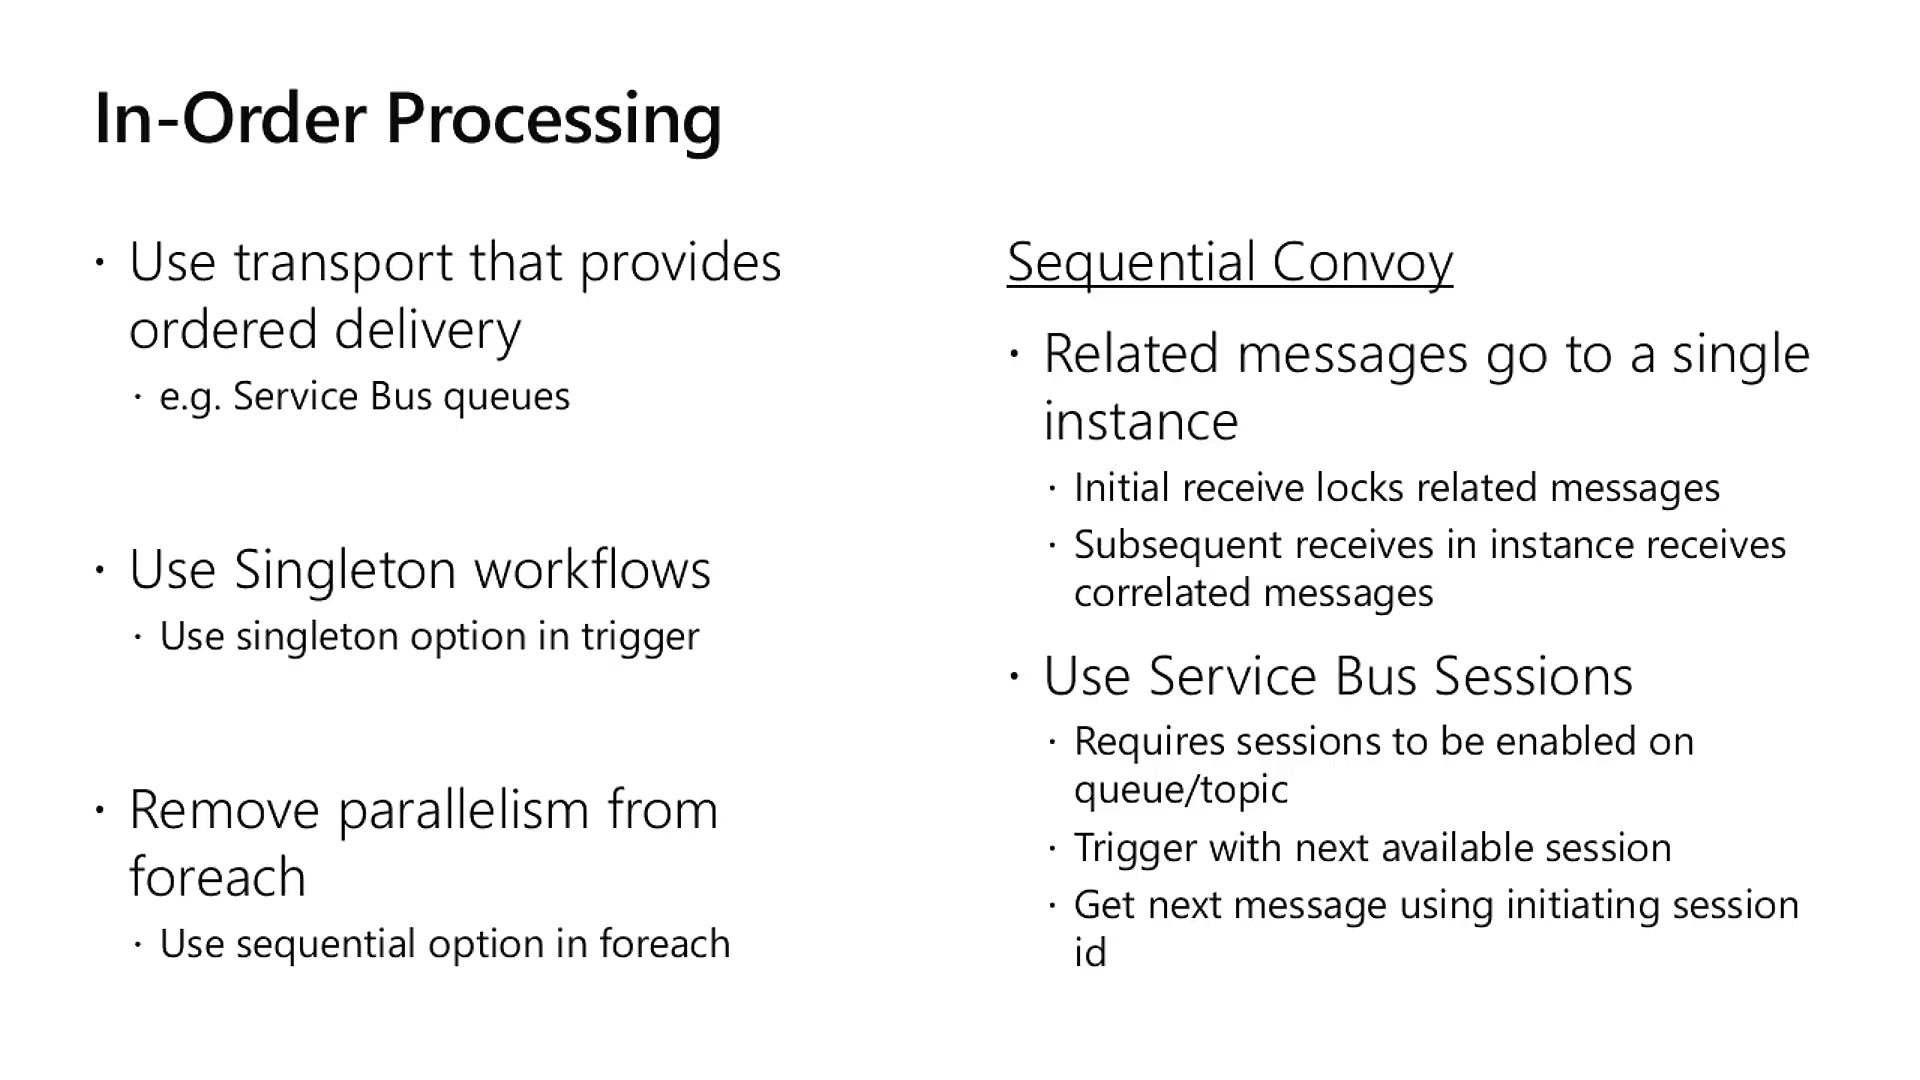 In-Order Processing
· Use transport that provides
ordered delivery
· e.g. Service Bus queues
· Use Singleton workflows
· Use singleton option in trigger
· Remove parallelism from
foreach
· Use sequential option in foreach
Sequential Convoy
· Related messages go to a single
instance
· Initial receive locks related messages
· Subsequent receives in instance receives
correlated messages
· Use Service Bus Sessions
· Requires sessions to be enabled on
queue/topic
· Trigger with next available session
· Get next message using initiating session
id